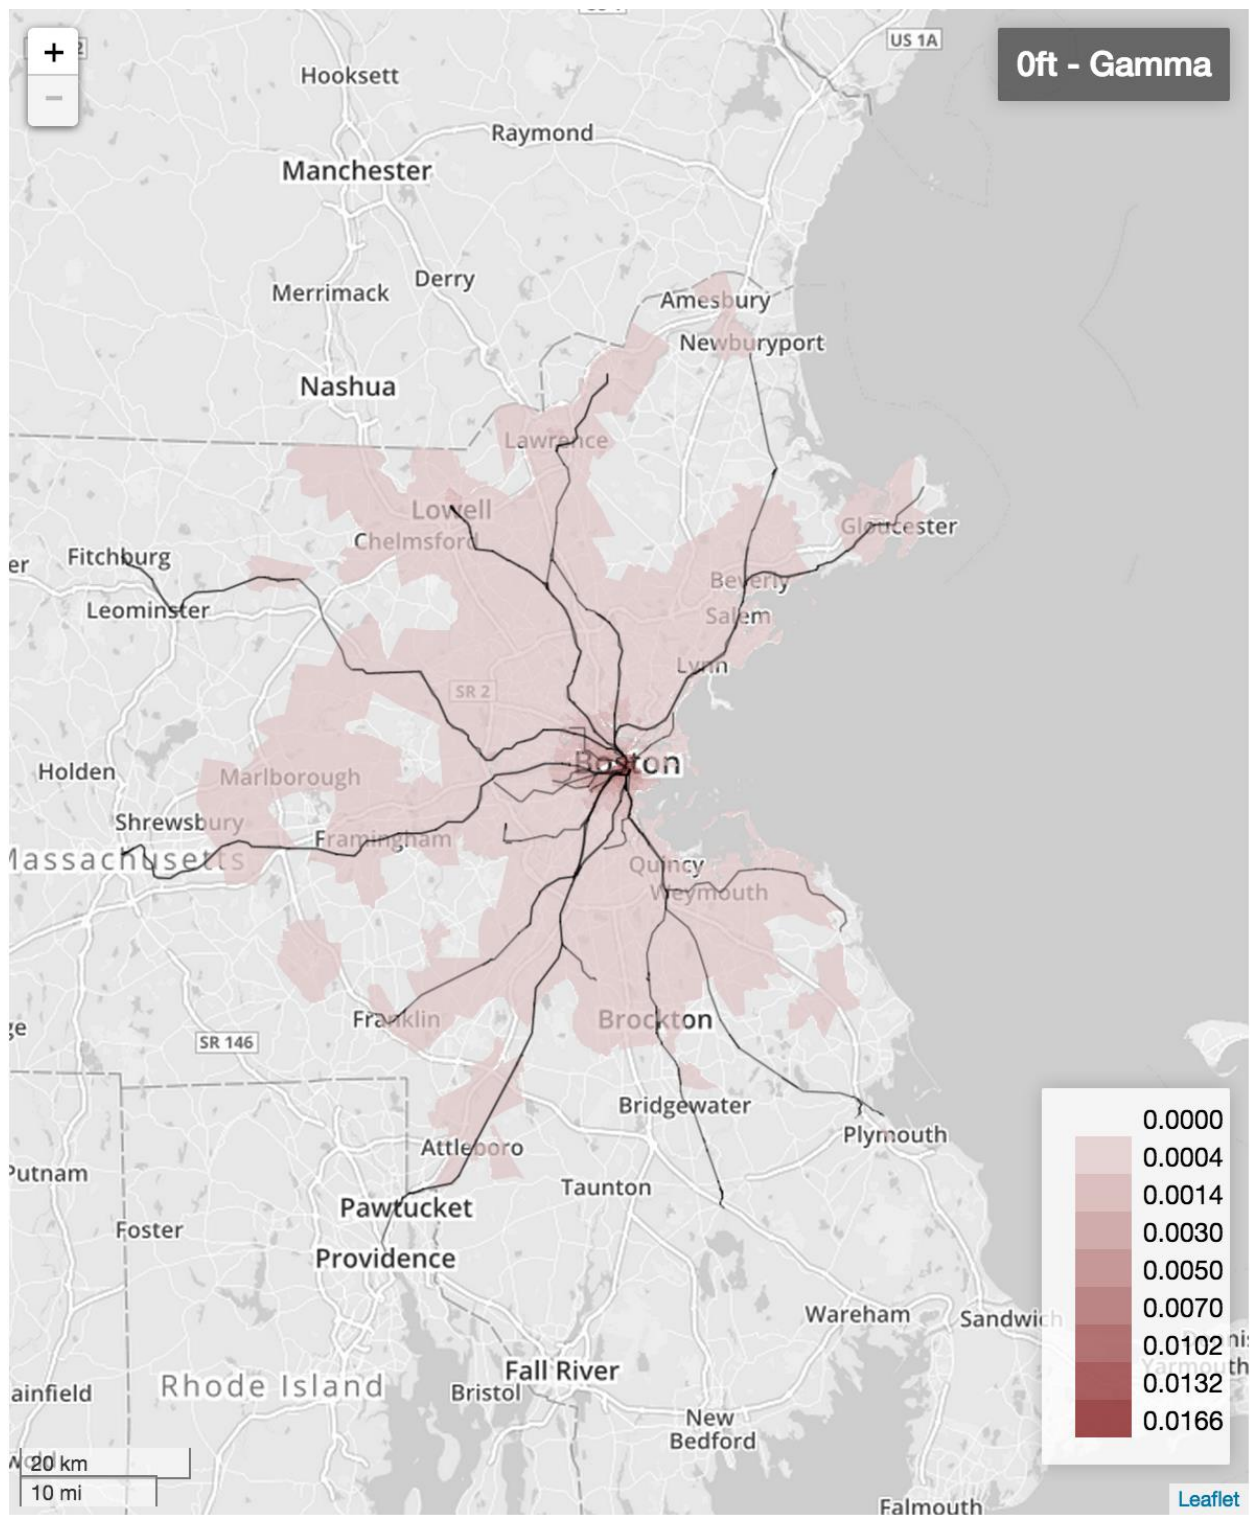 +
−
0ft - Gamma
US 1A
Hooksett
Raymond
Manchester
Derry
Merrimack
Amesbury
Newburyport
Nashua
Lawrence
Lowell
Gloucester
Chelmsford
Fitchburg
er
Beverly
Leominster
Salem
Lynn
SR 2
Boston
Holden
Marlborough
Shrewsbury
Framingham
Massachusetts
Quincy
Weymouth
Franklin
Brockton
ge
SR 146
Bridgewater
Plymouth
Attleboro
Putnam
Taunton
Pawtucket
Foster
Providence
Wareham
Sandwich
Fall River
Rhode Island
Bristol
ainfield
New
Bedford
Falmouth
0.0000
0.0004
0.0014
0.0030
0.0050
0.0070
0.0102
0.0132
0.0166
Yarmouth
20 km
10 mi
Leaflet